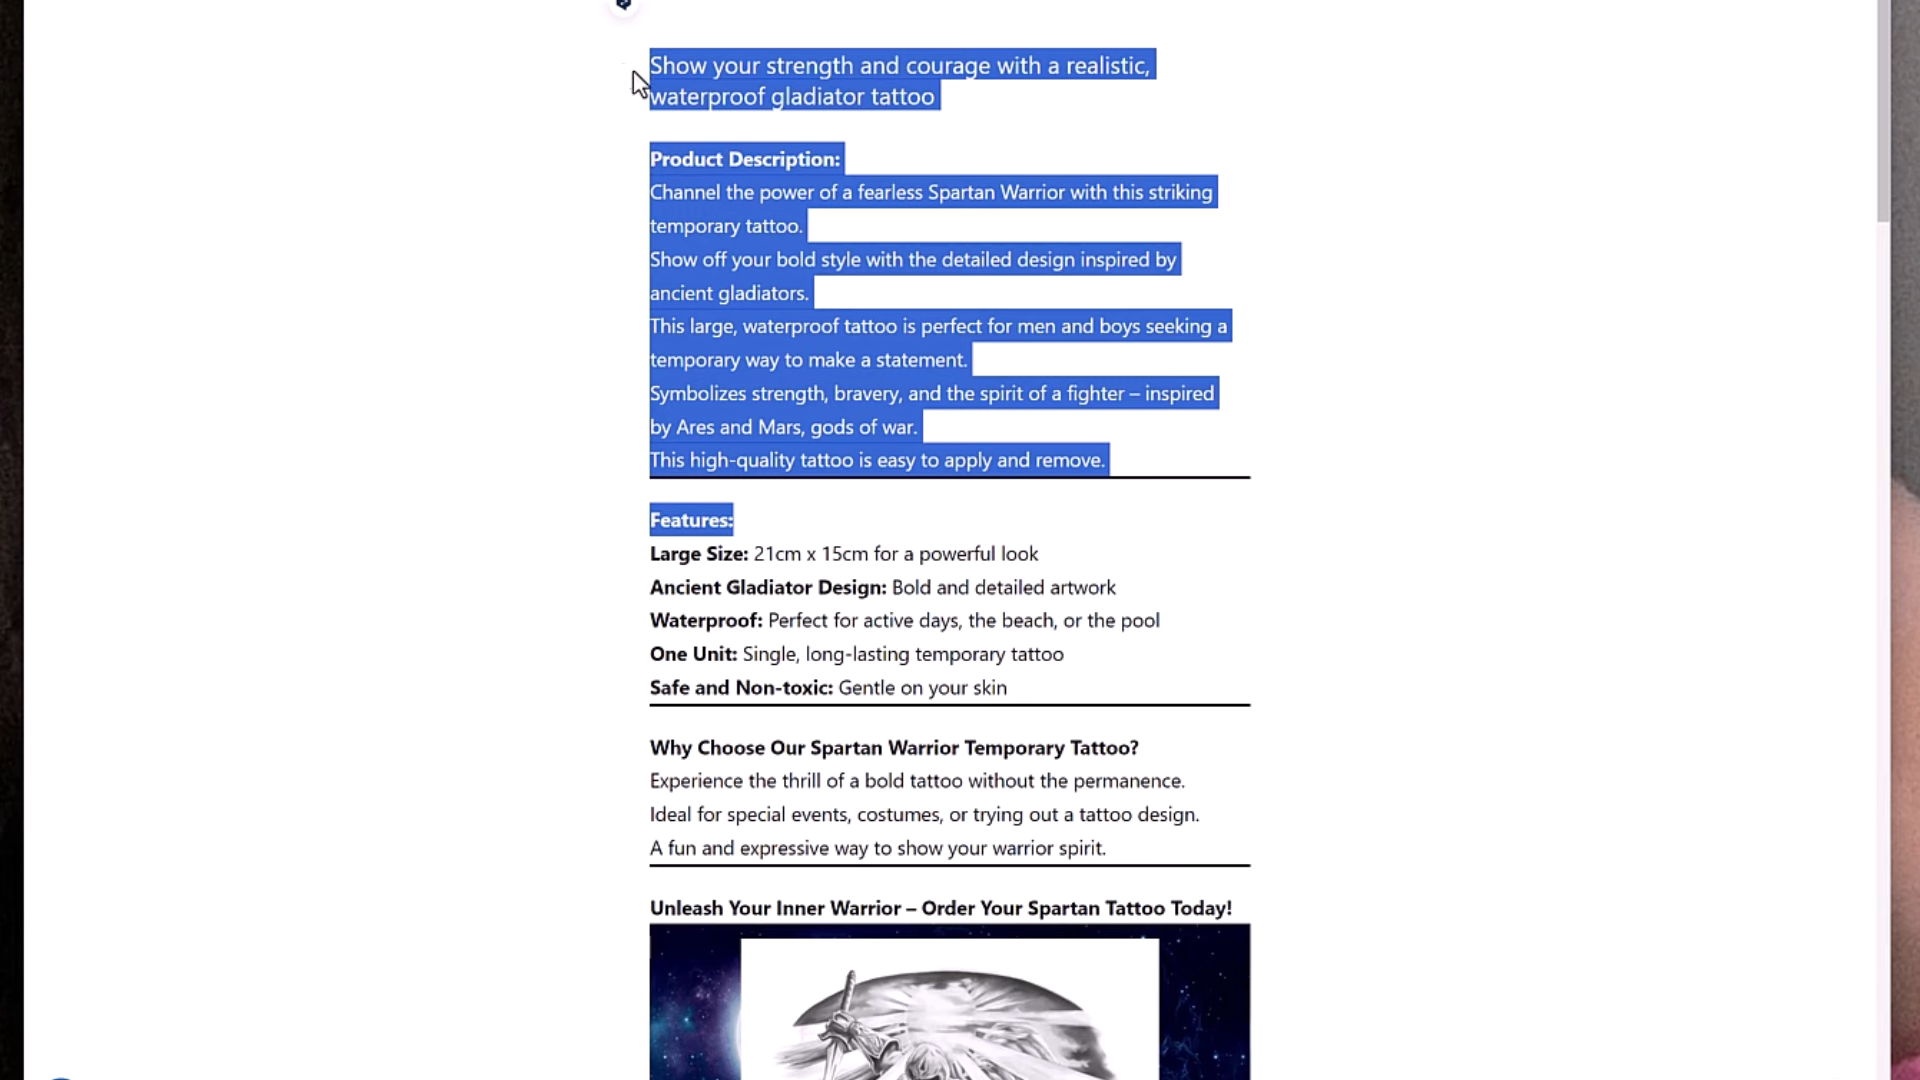 Show your strength and courage with a realistic,
waterproof gladiator tattoo
Product Description:
Channel the power of a fearless Spartan Warrior with this striking
temporary tattoo.
Show off your bold style with the detailed design inspired by
ancient gladiators.
This large, waterproof tattoo is perfect for men and boys seeking a
temporary way to make a statement.
Symbolizes strength, bravery, and the spirit of a fighter – inspired
by Ares and Mars, gods of war.
This high-quality tattoo is easy to apply and remove.
Features:
Large Size: 21cm x 15cm for a powerful look
Ancient Gladiator Design: Bold and detailed artwork
Waterproof: Perfect for active days, the beach, or the pool
One Unit: Single, long-lasting temporary tattoo
Safe and Non-toxic: Gentle on your skin
Why Choose Our Spartan Warrior Temporary Tattoo?
Experience the thrill of a bold tattoo without the permanence.
Ideal for special events, costumes, or trying out a tattoo design.
A fun and expressive way to show your warrior spirit.
Unleash Your Inner Warrior – Order Your Spartan Tattoo Today!